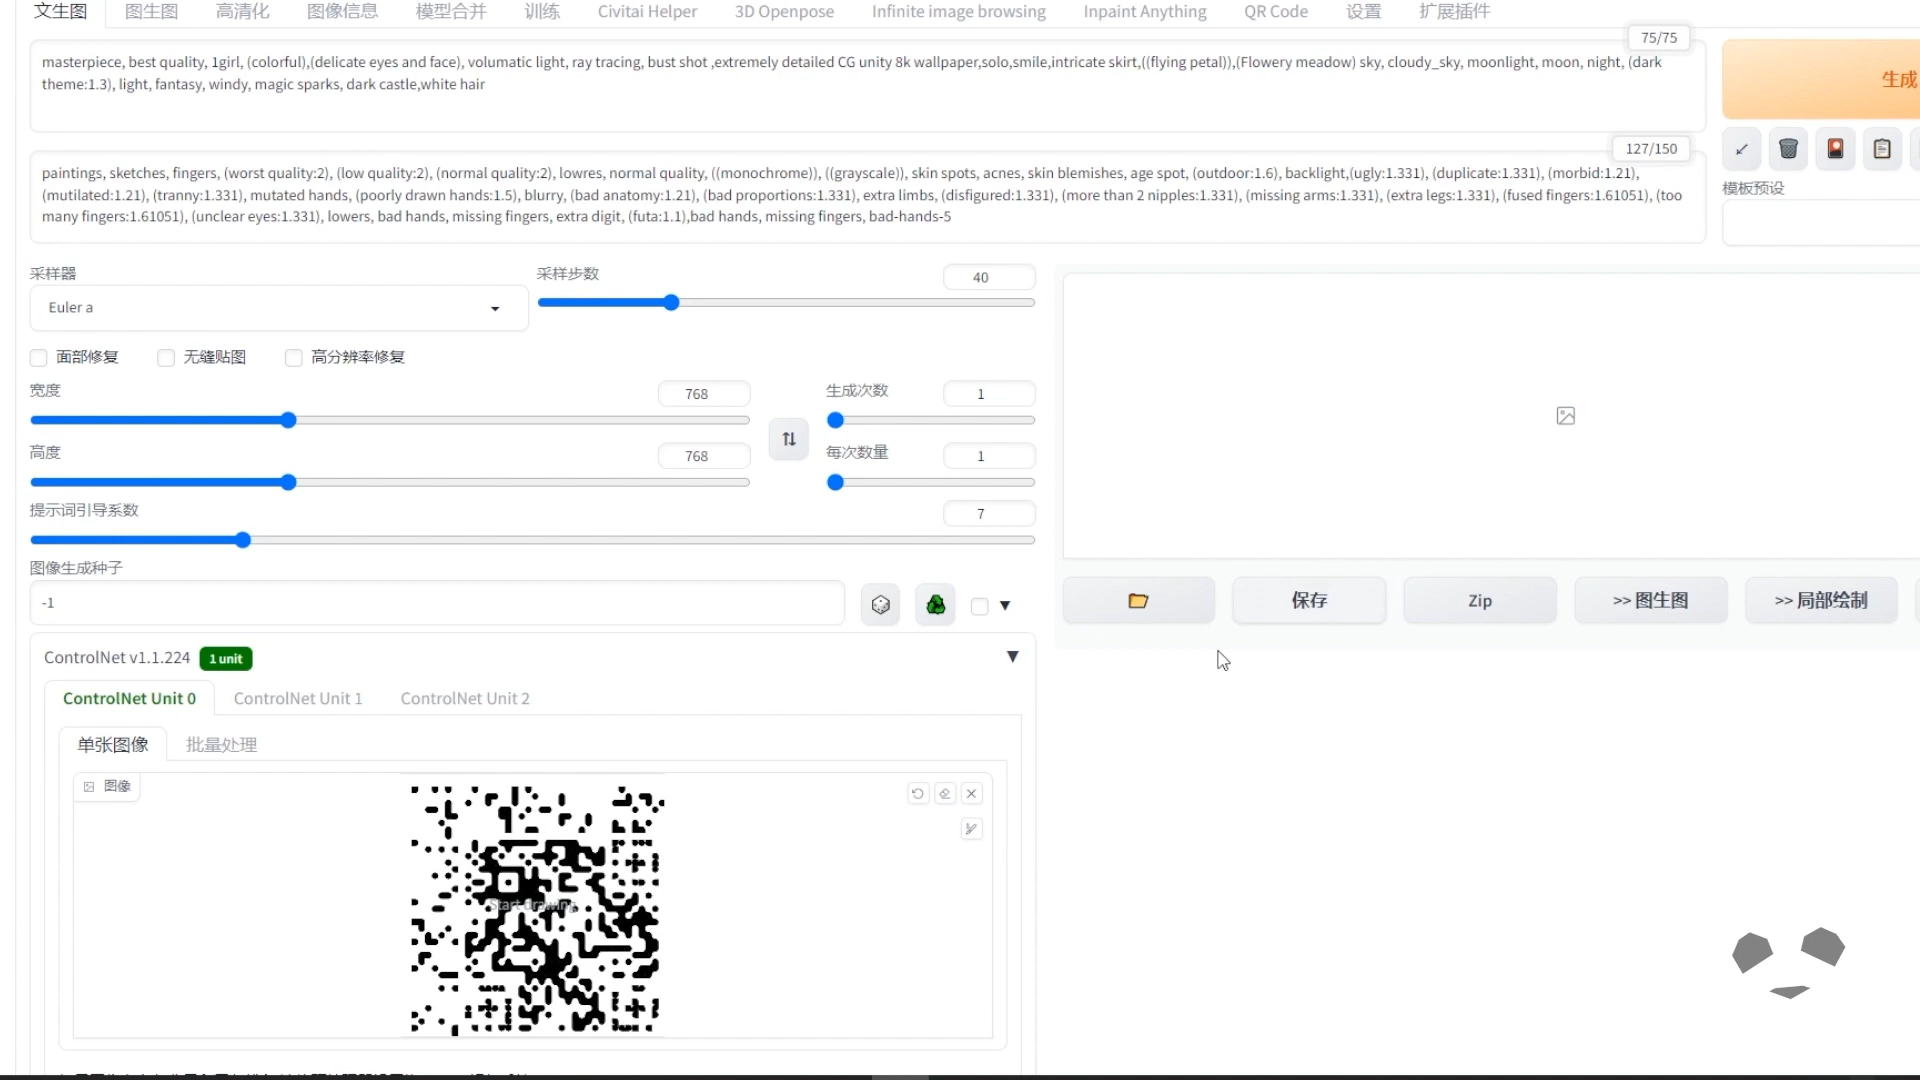 文生图 图生图 高清化 图像信息 模型合并 训练 Civitai Helper 3D Openpose Infinite image browsing Inpaint Anything QR Code 设置 扩展插件
75/75
masterpiece, best quality, 1girl, (colorful),(delicate eyes and face), volumatic light, ray tracing, bust shot ,extremely detailed CG unity 8k wallpaper,solo,smile,intricate skirt,((flying petal)),(Flowery meadow) sky, cloudy_sky, moonlight, moon, night, (dark
theme:1.3), light, fantasy, windy, magic sparks, dark castle,white hair
生成
127/150
paintings, sketches, fingers, (worst quality:2), (low quality:2), (normal quality:2), lowres, normal quality, ((monochrome)), ((grayscale)), skin spots, acnes, skin blemishes, age spot, (outdoor:1.6), backlight,(ugly:1.331), (duplicate:1.331), (morbid:1.21),
(mutilated:1.21), (tranny:1.331), mutated hands, (poorly drawn hands:1.5), blurry, (bad anatomy:1.21), (bad proportions:1.331), extra limbs, (disfigured:1.331), (more than 2 nipples:1.331), (missing arms:1.331), (extra legs:1.331), (fused fingers:1.61051), (too
many fingers:1.61051), (unclear eyes:1.331), lowers, bad hands, missing fingers, extra digit, (futa:1.1),bad hands, missing fingers, bad-hands-5
模板预设
采样器 采样步数 40
Euler a
面部修复 无缝贴图 高分辨率修复
宽度 768 生成次数 1
高度 768 每次数量 1
提示词引导系数 7
图像生成种子
-1
保存 Zip >> 图生图 >> 局部绘制
ControlNet v1.1.224 1 unit
ControlNet Unit 0 ControlNet Unit 1 ControlNet Unit 2
单张图像 批量处理
图像
Start drawing